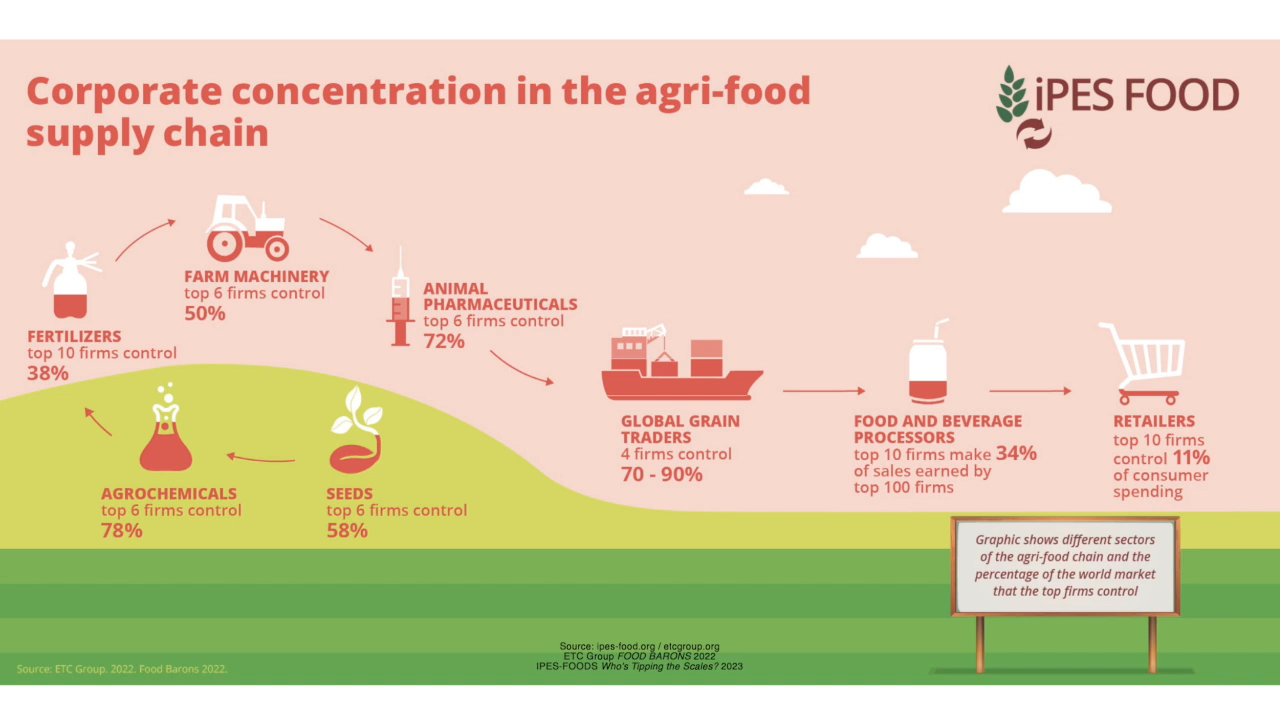 Corporate concentration in the agri-food
supply chain
iPES FOOD
FARM MACHINERY
top 6 firms control
50%
ANIMAL
PHARMACEUTICALS
top 6 firms control
72%
FERTILIZERS
top 10 firms control
38%
GLOBAL GRAIN
TRADERS
4 firms control
70 - 90%
FOOD AND BEVERAGE
PROCESSORS
top 10 firms make 34%
of sales earned by
top 100 firms
RETAILERS
top 10 firms
control 11%
of consumer
spending
AGROCHEMICALS
top 6 firms control
78%
SEEDS
top 6 firms control
58%
Graphic shows different sectors
of the agri-food chain and the
percentage of the world market
that the top firms control
Source: ipes-food.org / etcgroup.org
ETC Group FOOD BARONS 2022
IPES-FOODS Who's Tipping the Scales? 2023
Source: ETC Group. 2022. Food Barons 2022.